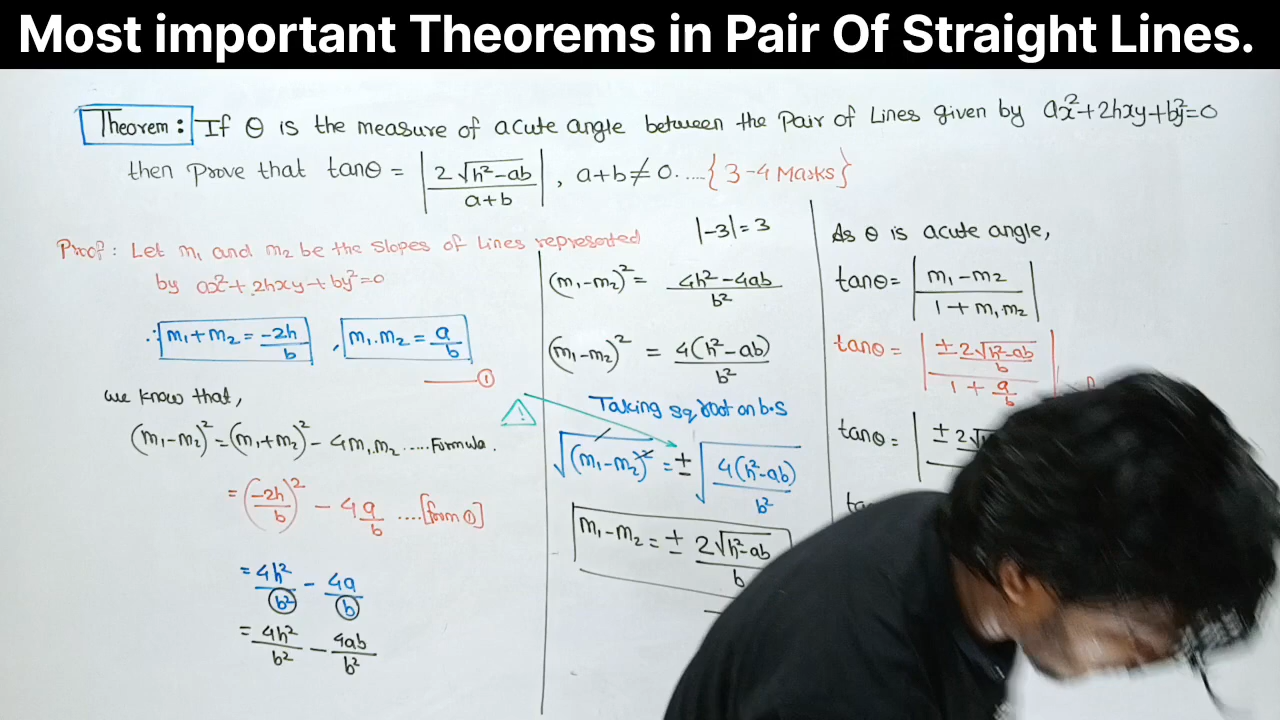 Most important Theorems in Pair Of Straight Lines.
Theorem: If θ is the measure of acute angle between the Pair of Lines given by ax²+2hxy+by²=0
then Prove that tanθ = |2√(h²-ab) / (a+b)|, a+b≠0.....{3-4 Marks}
Proof: Let m₁ and m₂ be the slopes of Lines represented
by ax²+2hxy+by²=0
∴ m₁+m₂ = -2h/b , m₁.m₂ = a/b
①
we know that,
(m₁-m₂)² = (m₁+m₂)² - 4m₁.m₂ .....Formula.
= (-2h/b)² - 4a/b ....[from ①]
= 4h²/b² - 4a/b
= 4h²/b² - 4ab/b²
|-3|=3
(m₁-m₂)² = (4h²-4ab)/b²
(m₁-m₂)² = 4(h²-ab)/b²
Taking sq root on b.s
√(m₁-m₂)² = ± √(4(h²-ab)/b²)
m₁-m₂ = ± 2√(h²-ab)/b
As θ is acute angle,
tanθ = |(m₁-m₂)/(1+m₁m₂)|
tanθ = |(± 2√(h²-ab)/b) / (1 + a/b)|
tanθ = | ± 2√